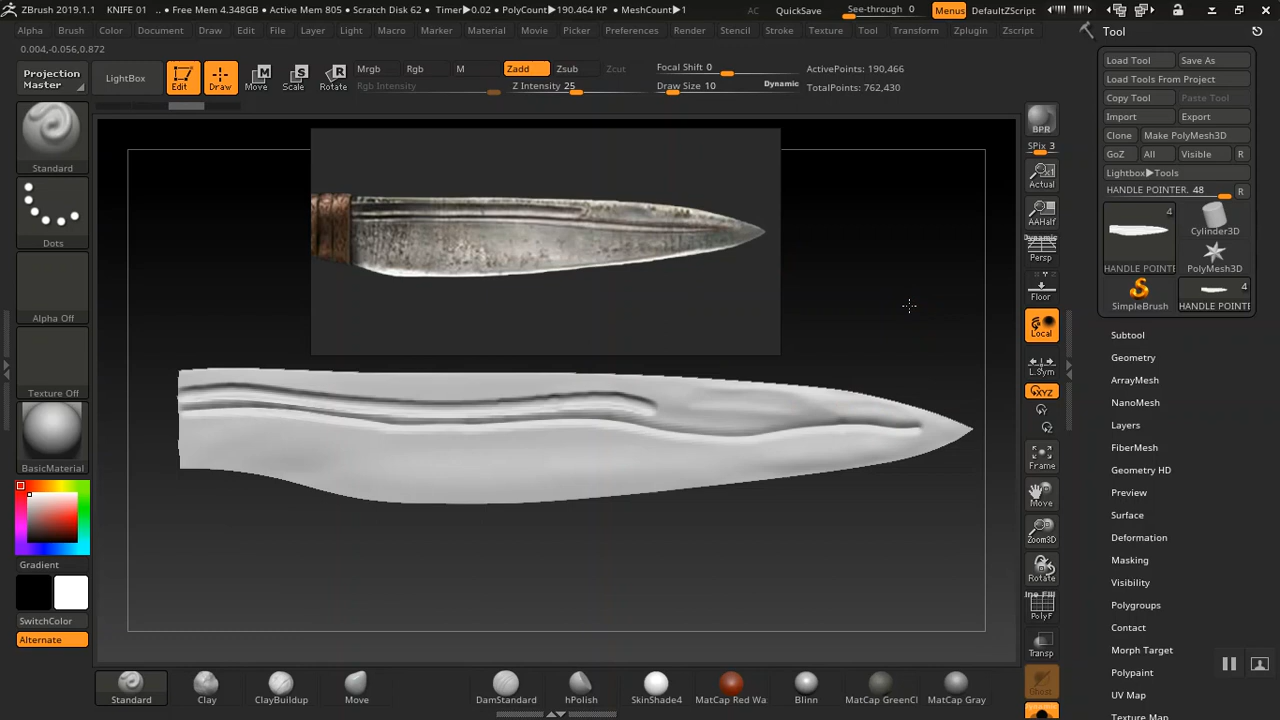 ZBrush 2019.1.1 KNIFE 01 • Free Mem 4.348GB • Active Mem 805 • Scratch Disk 62 • Timer▶0.02 • PolyCount▶190.464 KP • MeshCount▶1 AC QuickSave See-through 0 Menus DefaultZScript
Alpha Brush Color Document Draw Edit File Layer Light Macro Marker Material Movie Picker Preferences Render Stencil Stroke Texture Tool Transform Zplugin Zscript
0.004,-0.056,0.872
Projection Master LightBox Edit Draw Move Scale Rotate
M S R
Mrgb Rgb M Zadd Zsub Zcut
Rgb Intensity Z Intensity 25
Focal Shift 0
Draw Size 10 Dynamic
ActivePoints: 190,466
TotalPoints: 762,430
Standard
Dots
Alpha Off
Texture Off
BasicMaterial
Gradient
SwitchColor
Alternate
BPR
SPix 3
Actual
AAHalf
Dynamic
Persp
Floor
Local
L.Sym
XYZ
Y
Z
Frame
Move
Zoom3D
Rotate
Line Fill
PolyF
Transp
Ghost
Dynamic
Tool
Load Tool Save As
Load Tools From Project
Copy Tool Paste Tool
Import Export
Clone Make PolyMesh3D
GoZ All Visible R
Lightbox▶Tools
HANDLE POINTER. 48 R
4
Cylinder3D
HANDLE POINTE PolyMesh3D
4
SimpleBrush HANDLE POINTE
Subtool
Geometry
ArrayMesh
NanoMesh
Layers
FiberMesh
Geometry HD
Preview
Surface
Deformation
Masking
Visibility
Polygroups
Contact
Morph Target
Polypaint
UV Map
Texture Map
Standard Clay ClayBuildup Move DamStandard hPolish SkinShade4 MatCap Red Wa Blinn MatCap GreenCl MatCap Gray